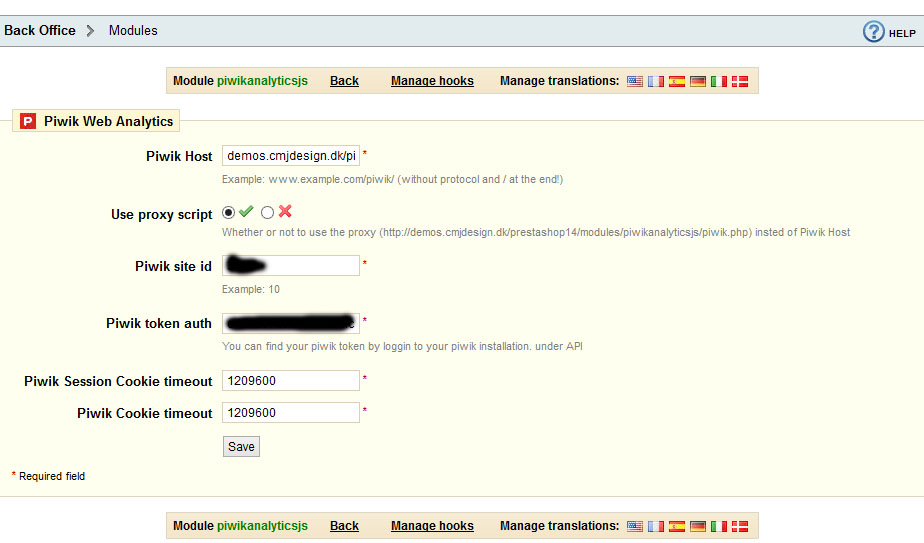 Back Office > Modules
HELP
Module piwikanalyticsjs Back Manage hooks Manage translations:
P Piwik Web Analytics
Piwik Host demos.cmjdesign.dk/pi *
Example: www.example.com/piwik/ (without protocol and / at the end!)
Use proxy script
Whether or not to use the proxy (http://demos.cmjdesign.dk/prestashop14/modules/piwikanalyticsjs/piwik.php) insted of Piwik Host
Piwik site id *
Example: 10
Piwik token auth *
You can find your piwik token by loggin to your piwik installation. under API
Piwik Session Cookie timeout 1209600 *
Piwik Cookie timeout 1209600 *
Save
* Required field
Module piwikanalyticsjs Back Manage hooks Manage translations: